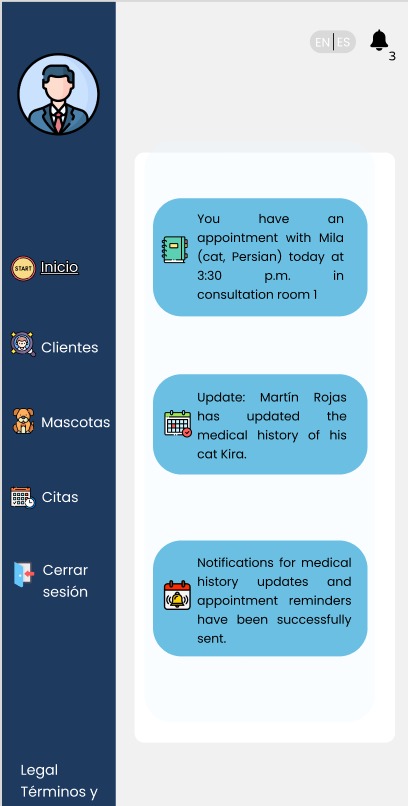 EN ES
3
START
Inicio
Clientes
Mascotas
Citas
Cerrar
sesión
Legal
Términos y
You have an
appointment with Mila
(cat, Persian) today at
3:30 p.m. in
consultation room 1
Update: Martín Rojas
has updated the
medical history of his
cat Kira.
Notifications for medical
history updates and
appointment reminders
have been successfully
sent.